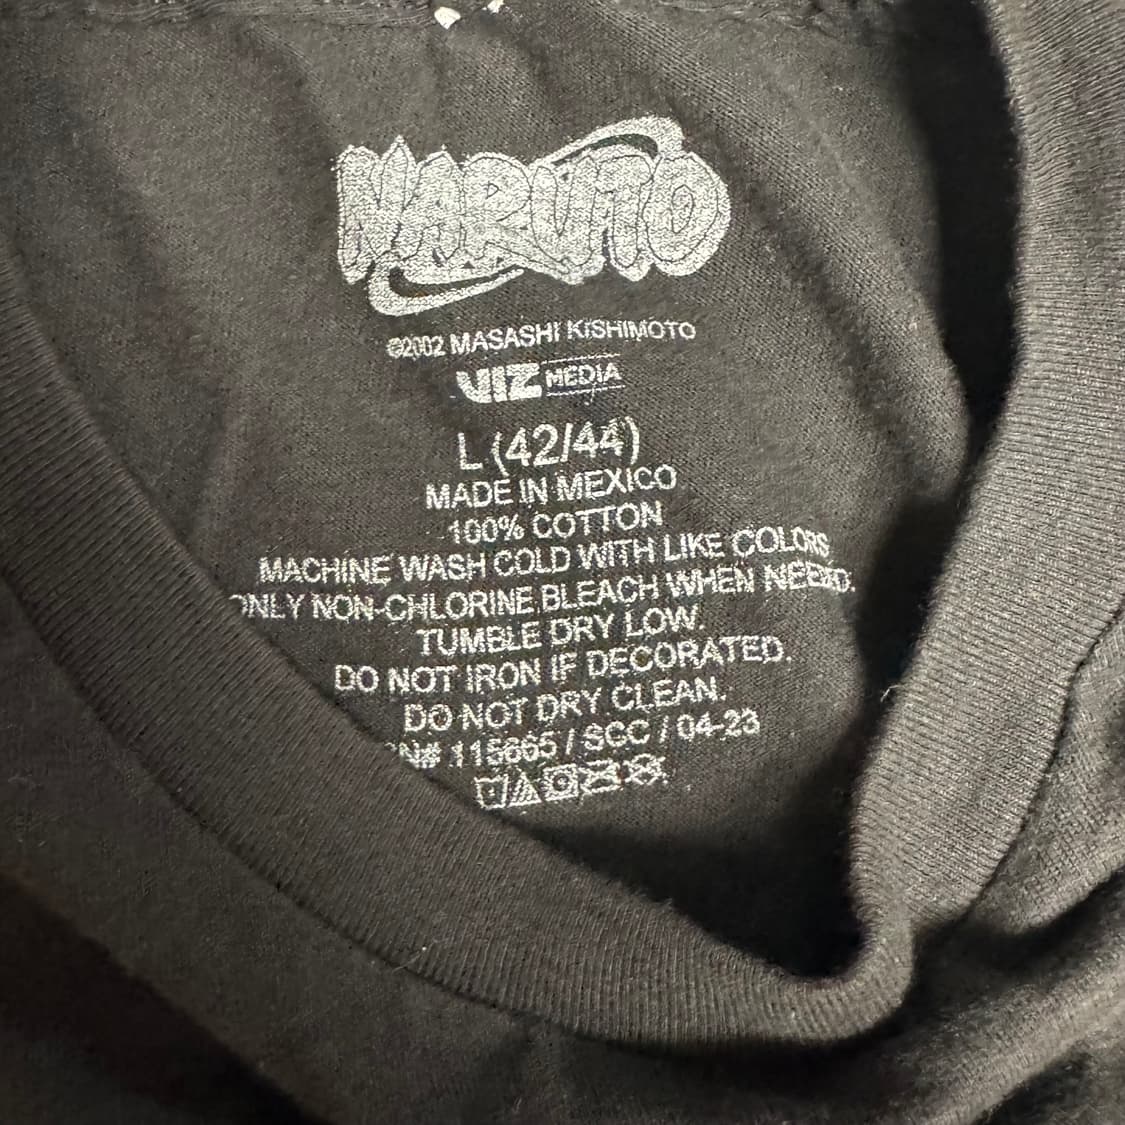 NARUTO
©2002 MASASHI KISHIMOTO
VIZ MEDIA
L (42/44)
MADE IN MEXICO
100% COTTON
MACHINE WASH COLD WITH LIKE COLORS
ONLY NON-CHLORINE BLEACH WHEN NEEDED.
TUMBLE DRY LOW.
DO NOT IRON IF DECORATED.
DO NOT DRY CLEAN.
N# 115665 / SCC / 04-23